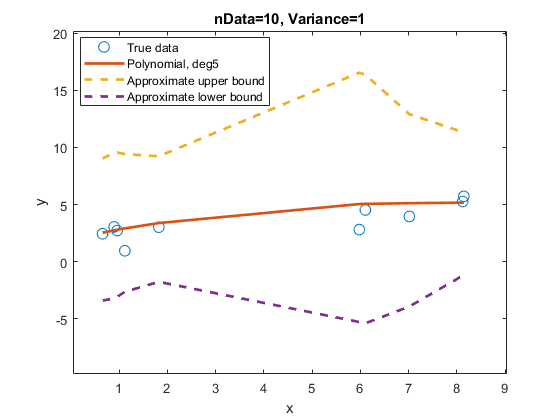 nData=10, Variance=1
True data
Polynomial, deg5
Approximate upper bound
Approximate lower bound
20
15
10
5
0
-5
y
1 2 3 4 5 6 7 8 9
x